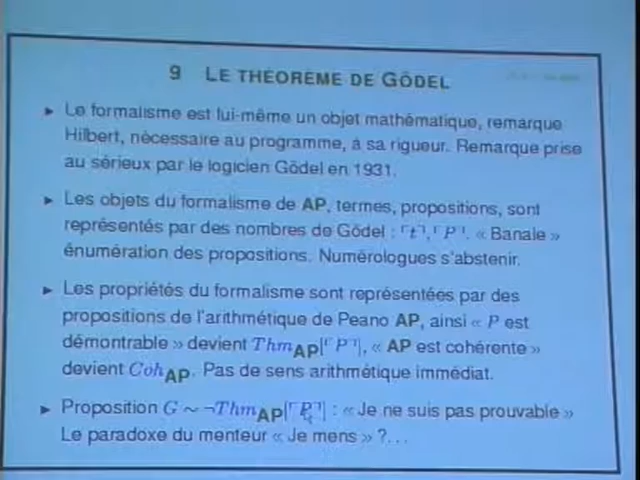 9 LE THÉORÈME DE GÖDEL
► Le formalisme est lui-même un objet mathématique, remarque
Hilbert, nécessaire au programme, à sa rigueur. Remarque prise
au sérieux par le logicien Gödel en 1931.
► Les objets du formalisme de AP, termes, propositions, sont
représentés par des nombres de Gödel : ⌜t⌝, ⌜P⌝. « Banale »
énumération des propositions. Numérologues s'abstenir.
► Les propriétés du formalisme sont représentées par des
propositions de l'arithmétique de Peano AP, ainsi « P est
démontrable » devient Thm_AP[⌜P⌝], « AP est cohérente »
devient Coh_AP. Pas de sens arithmétique immédiat.
► Proposition G ∼ ¬Thm_AP[⌜P⌝] : « Je ne suis pas prouvable »
Le paradoxe du menteur « Je mens » ?...